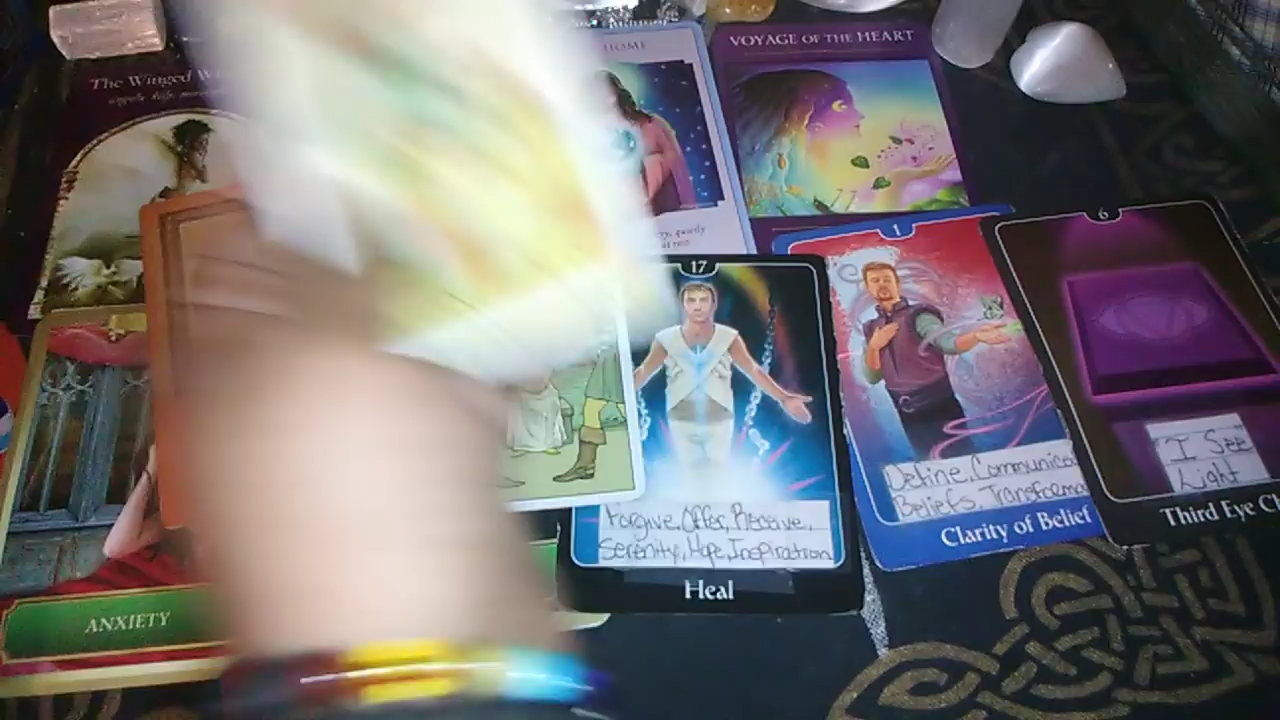 HOME
VOYAGE OF THE HEART
The Winged
17
1
6
Forgive, Offer, Receive,
Serenity, Hope, Inspiration
Heal
Define, Communica
Beliefs, Transforma
Clarity of Belief
I See
Light
Third Eye C
ANXIETY